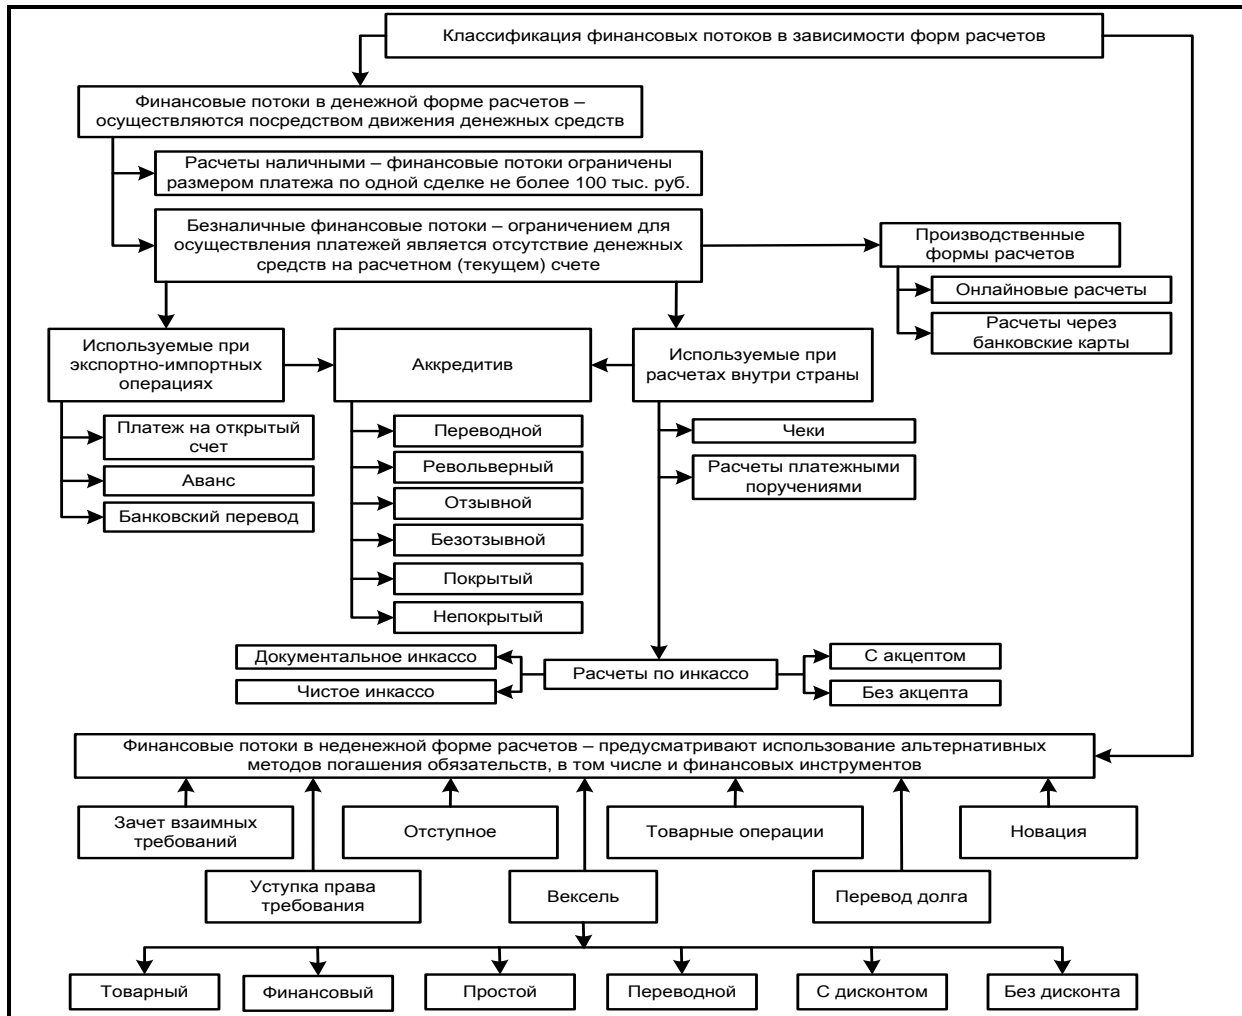 Классификация финансовых потоков в зависимости форм расчетов
Финансовые потоки в денежной форме расчетов –
осуществляются посредством движения денежных средств
Расчеты наличными – финансовые потоки ограничены
размером платежа по одной сделке не более 100 тыс. руб.
Безналичные финансовые потоки – ограничением для
осуществления платежей является отсутствие денежных
средств на расчетном (текущем) счете
Производственные
формы расчетов
Онлайновые расчеты
Расчеты через
банковские карты
Используемые при
экспортно-импортных
операциях
Аккредитив
Используемые при
расчетах внутри страны
Платеж на открытый
счет
Аванс
Банковский перевод
Переводной
Револьверный
Отзывной
Безотзывной
Покрытый
Непокрытый
Чеки
Расчеты платежными
поручениями
Документальное инкассо
Чистое инкассо
Расчеты по инкассо
С акцептом
Без акцепта
Финансовые потоки в неденежной форме расчетов – предусматривают использование альтернативных
методов погашения обязательств, в том числе и финансовых инструментов
Зачет взаимных
требований
Отступное
Товарные операции
Новация
Уступка права
требования
Вексель
Перевод долга
Товарный
Финансовый
Простой
Переводной
С дисконтом
Без дисконта